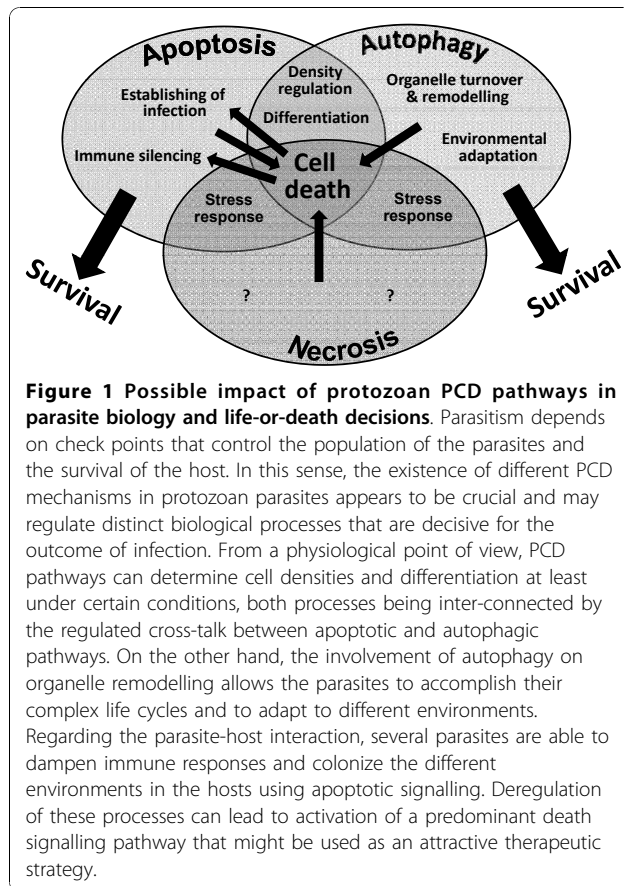 Apoptosis
Autophagy
Density
regulation
Differentiation
Establishing of
infection
Immune silencing
Organelle turnover
& remodelling
Environmental
adaptation
Cell
death
Stress
response
Stress
response
Survival
Survival
?
?
Necrosis
Figure 1 Possible impact of protozoan PCD pathways in
parasite biology and life-or-death decisions. Parasitism depends
on check points that control the population of the parasites and
the survival of the host. In this sense, the existence of different PCD
mechanisms in protozoan parasites appears to be crucial and may
regulate distinct biological processes that are decisive for the
outcome of infection. From a physiological point of view, PCD
pathways can determine cell densities and differentiation at least
under certain conditions, both processes being inter-connected by
the regulated cross-talk between apoptotic and autophagic
pathways. On the other hand, the involvement of autophagy on
organelle remodelling allows the parasites to accomplish their
complex life cycles and to adapt to different environments.
Regarding the parasite-host interaction, several parasites are able to
dampen immune responses and colonize the different
environments in the hosts using apoptotic signalling. Deregulation
of these processes can lead to activation of a predominant death
signalling pathway that might be used as an attractive therapeutic
strategy.